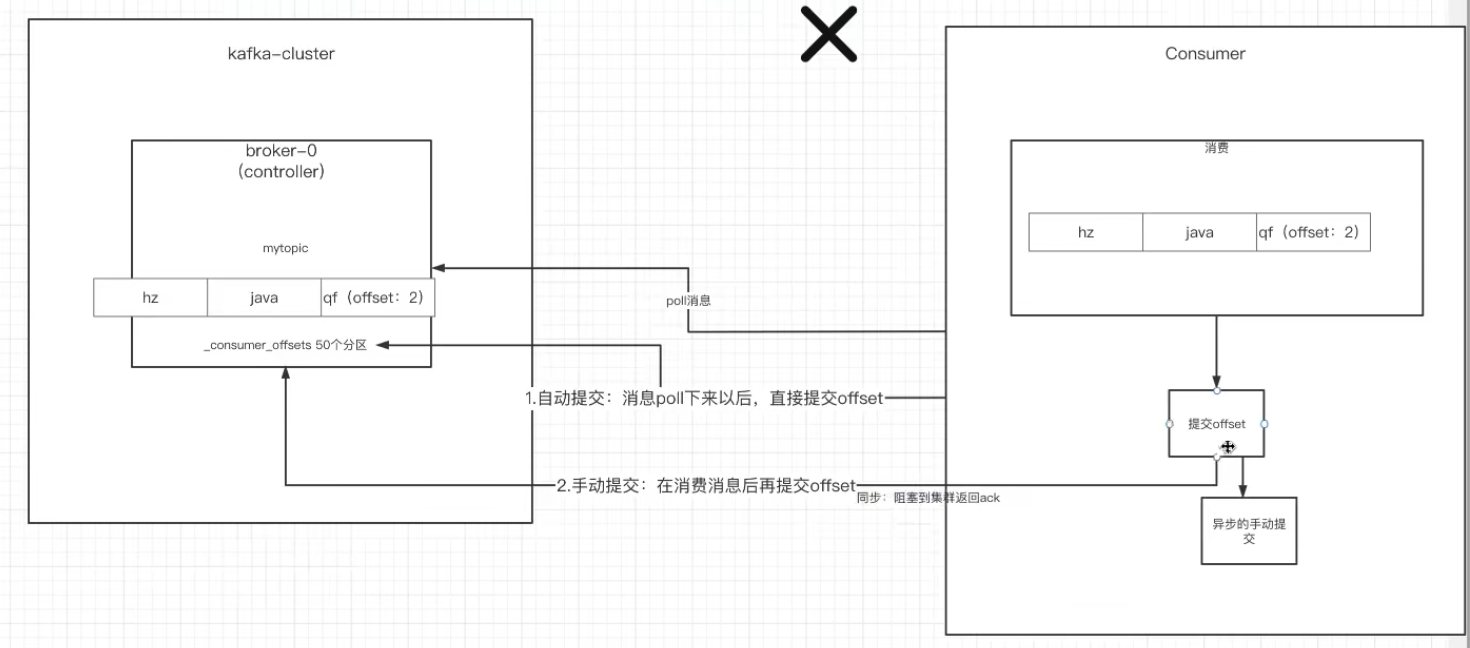 kafka-cluster
broker-0
(controller)
mytopic
hz
java
qf（offset：2）
_consumer_offsets 50个分区
poll消息
1.自动提交：消息poll下来以后，直接提交offset
2.手动提交：在消费消息后再提交offset
同步：阻塞到集群返回ack
Consumer
消费
hz
java
qf（offset：2）
提交offset
异步的手动提
交